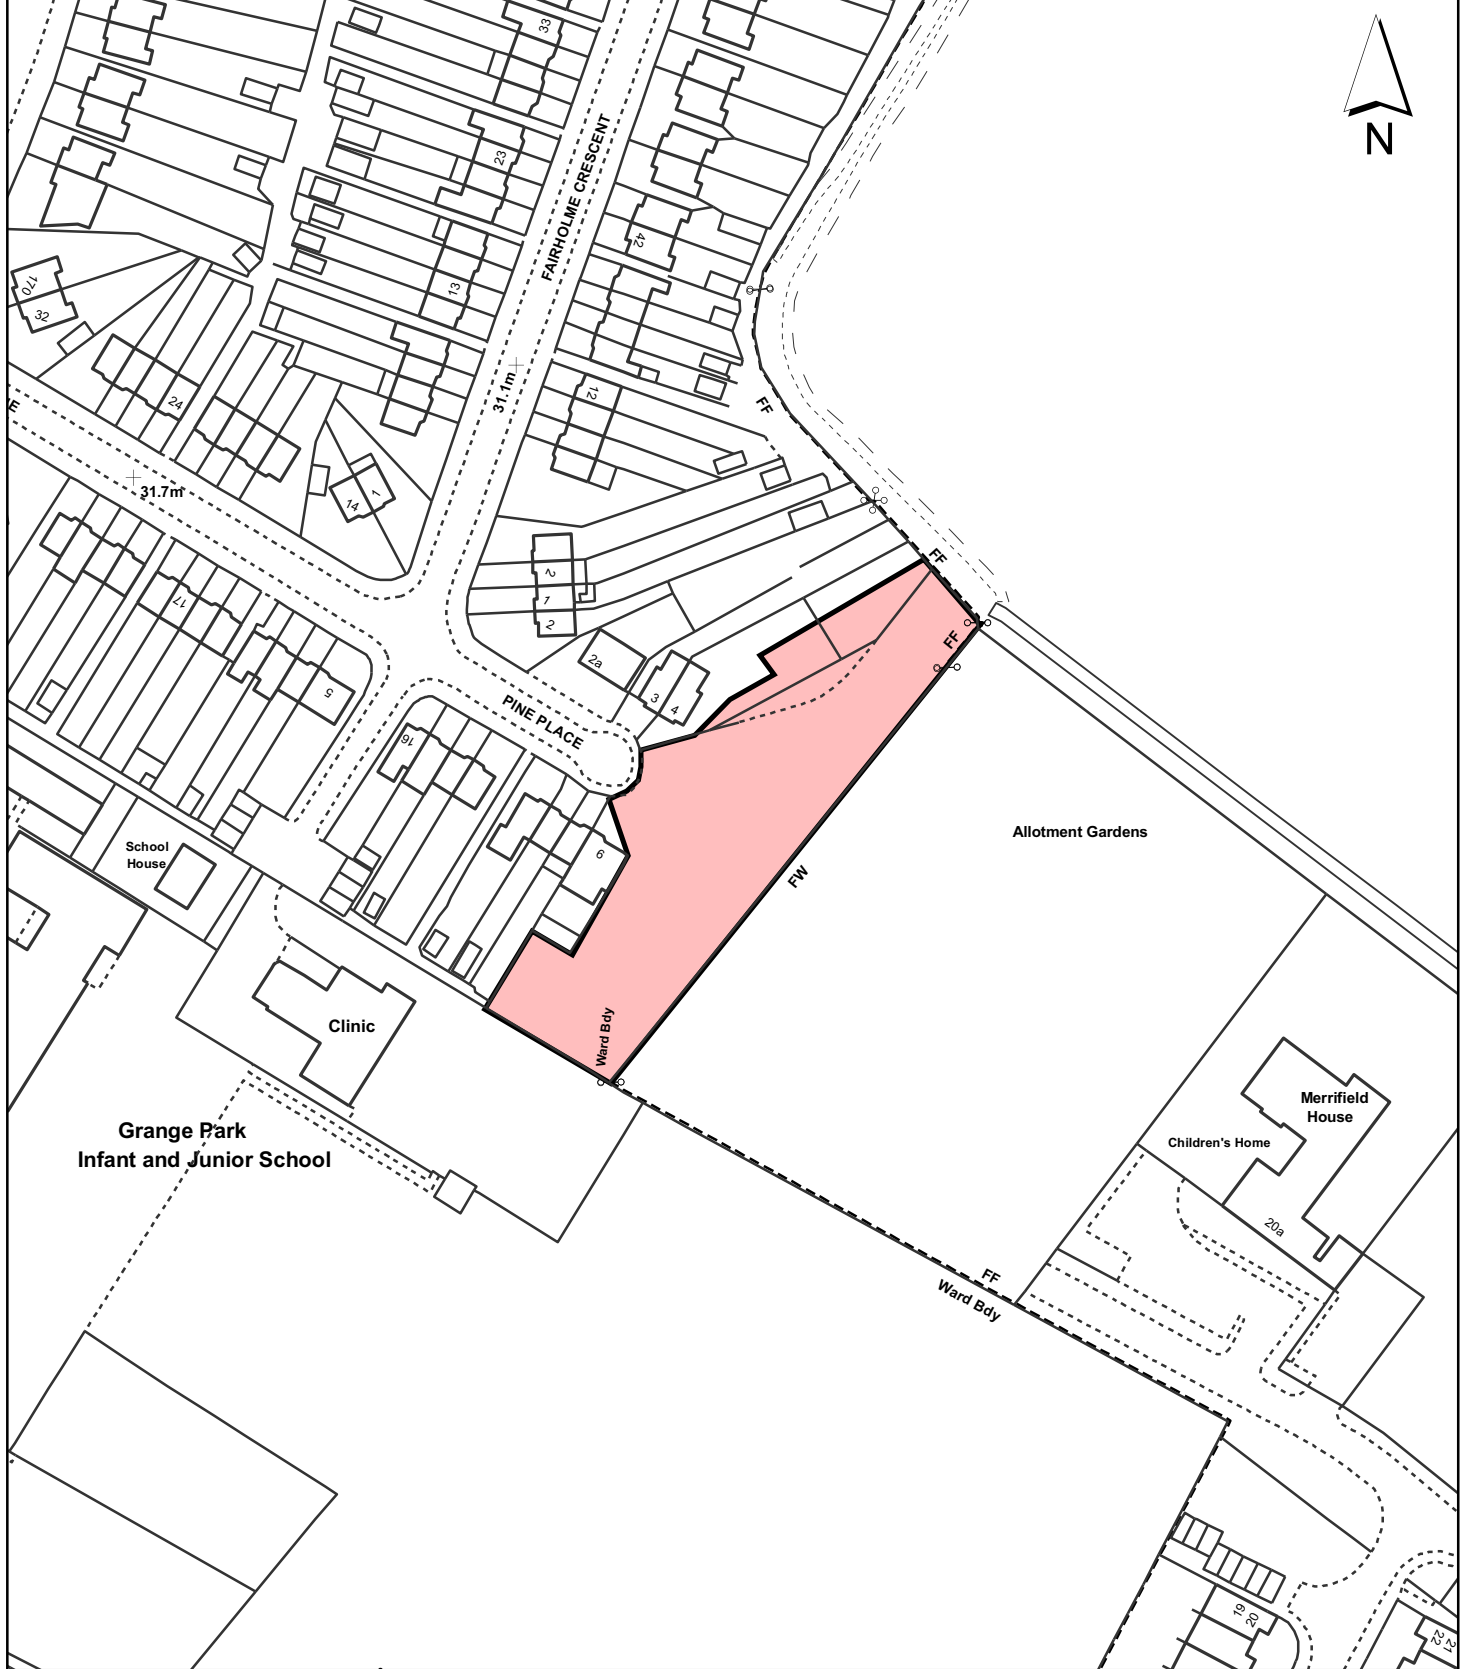 33
N
FAIRHOLME CRESCENT
23
42
13
170
32
31.1m
12
24
FF
31.7m
14
1
FF
2
1
2
17
FF
2a
5
3
4
PINE PLACE
16
Allotment Gardens
School
House
6
FW
Clinic
Ward Bdy
Merrifield
House
Grange Park
Infant and Junior School
Children's Home
20a
FF
Ward Bdy
19
20
22
21